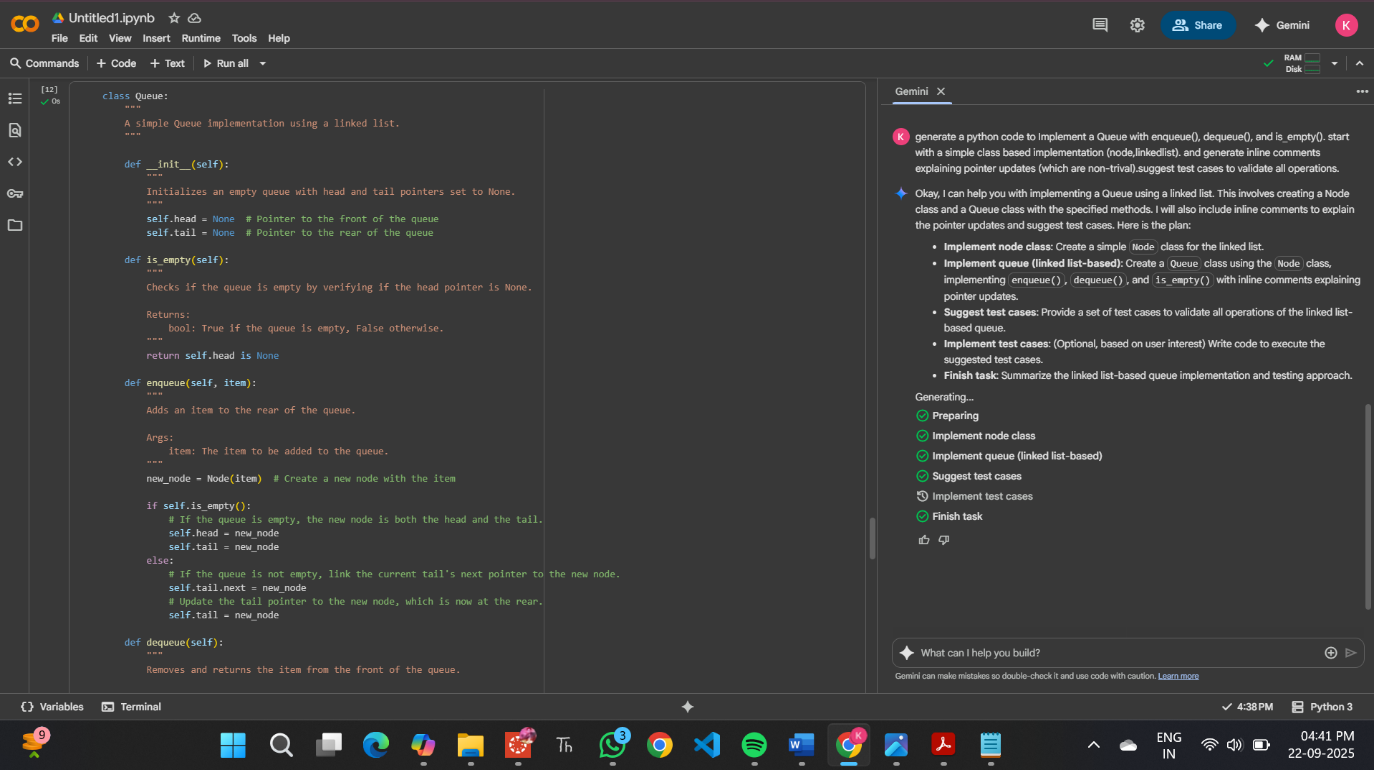 Untitled1.ipynb
File Edit View Insert Runtime Tools Help
Share
Gemini
K
Commands + Code + Text Run all
RAM
Disk
[12]
0s
class Queue:
"""
A simple Queue implementation using a linked list.
"""
def __init__(self):
"""
Initializes an empty queue with head and tail pointers set to None.
"""
self.head = None # Pointer to the front of the queue
self.tail = None # Pointer to the rear of the queue
def is_empty(self):
"""
Checks if the queue is empty by verifying if the head pointer is None.
Returns:
bool: True if the queue is empty, False otherwise.
"""
return self.head is None
def enqueue(self, item):
"""
Adds an item to the rear of the queue.
Args:
item: The item to be added to the queue.
"""
new_node = Node(item) # Create a new node with the item
if self.is_empty():
# If the queue is empty, the new node is both the head and the tail.
self.head = new_node
self.tail = new_node
else:
# If the queue is not empty, link the current tail's next pointer to the new node.
self.tail.next = new_node
# Update the tail pointer to the new node, which is now at the rear.
self.tail = new_node
def dequeue(self):
"""
Removes and returns the item from the front of the queue.
Gemini
K
generate a python code to Implement a Queue with enqueue(), dequeue(), and is_empty(). start
with a simple class based implementation (node,linkedlist). and generate inline comments
explaining pointer updates (which are non-trival).suggest test cases to validate all operations.
Okay, I can help you with implementing a Queue using a linked list. This involves creating a Node
class and a Queue class with the specified methods. I will also include inline comments to explain
the pointer updates and suggest test cases. Here is the plan:
• Implement node class: Create a simple Node class for the linked list.
• Implement queue (linked list-based): Create a Queue class using the Node class,
implementing enqueue(), dequeue(), and is_empty() with inline comments explaining
pointer updates.
• Suggest test cases: Provide a set of test cases to validate all operations of the linked list-
based queue.
• Implement test cases: (Optional, based on user interest) Write code to execute the
suggested test cases.
• Finish task: Summarize the linked list-based queue implementation and testing approach.
Generating...
Preparing
Implement node class
Implement queue (linked list-based)
Suggest test cases
Implement test cases
Finish task
What can I help you build?
Gemini can make mistakes so double-check it and use code with caution. Learn more
Variables Terminal
4:38 PM Python 3
9
Th
3
W
K
ENG
IN
04:41 PM
22-09-2025